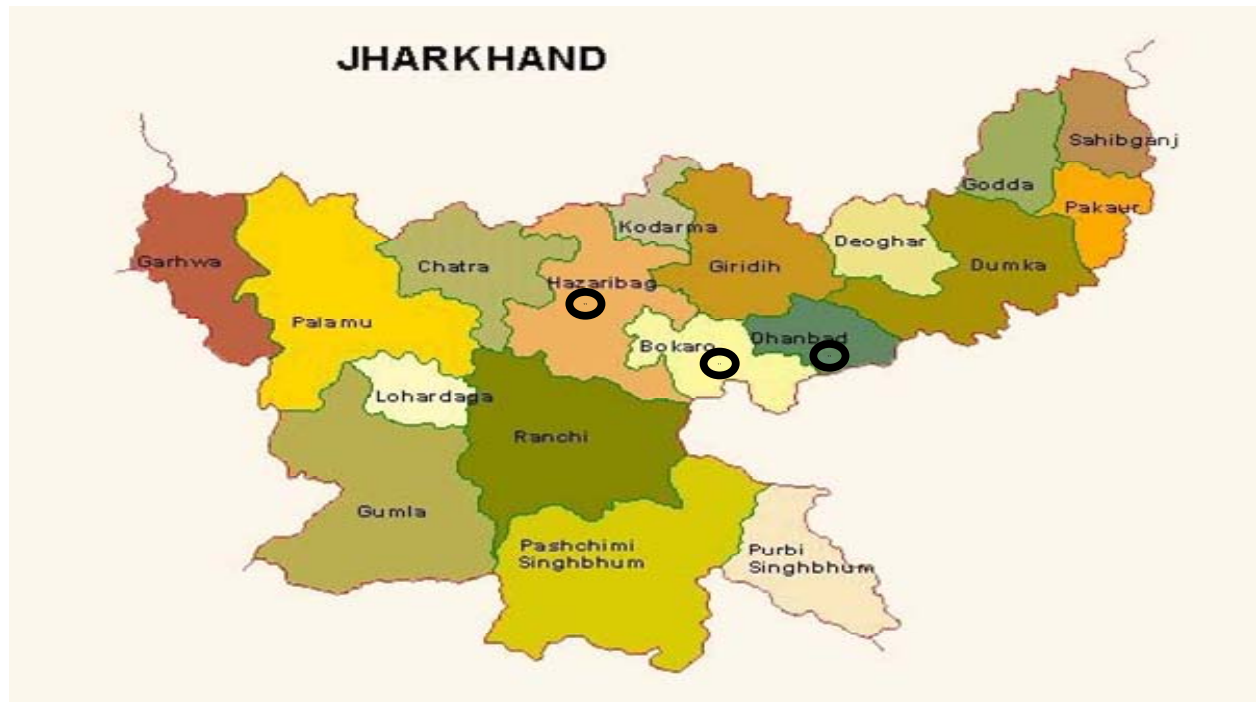 JHARKHAND
Sahibganj
Godda
Pakaur
Kodarma
Deoghar
Garhwa
Chatra
Giridih
Dumka
Hazaribag
Palamu
Bokaro
Dhanbad
Lohardaga
Ranchi
Gumla
Pashchimi
Singhbhum
Purbi
Singhbhum